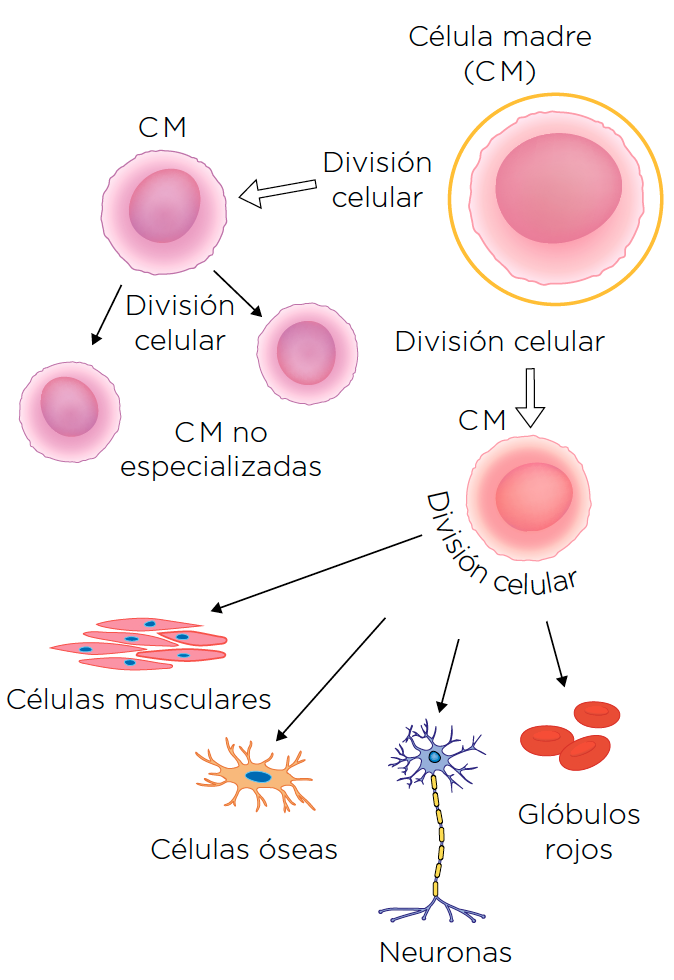 Célula madre
(CM)
CM
División
celular
División
celular
CM no
especializadas
División celular
CM
División celular
Células musculares
Células óseas
Neuronas
Glóbulos
rojos